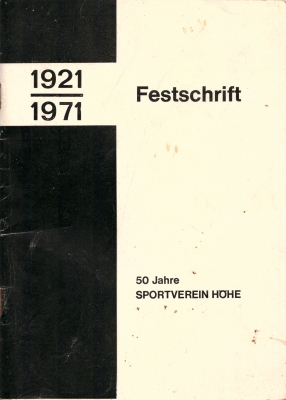 1921
1971
Festschrift
50 Jahre
SPORTVEREIN HÖHE